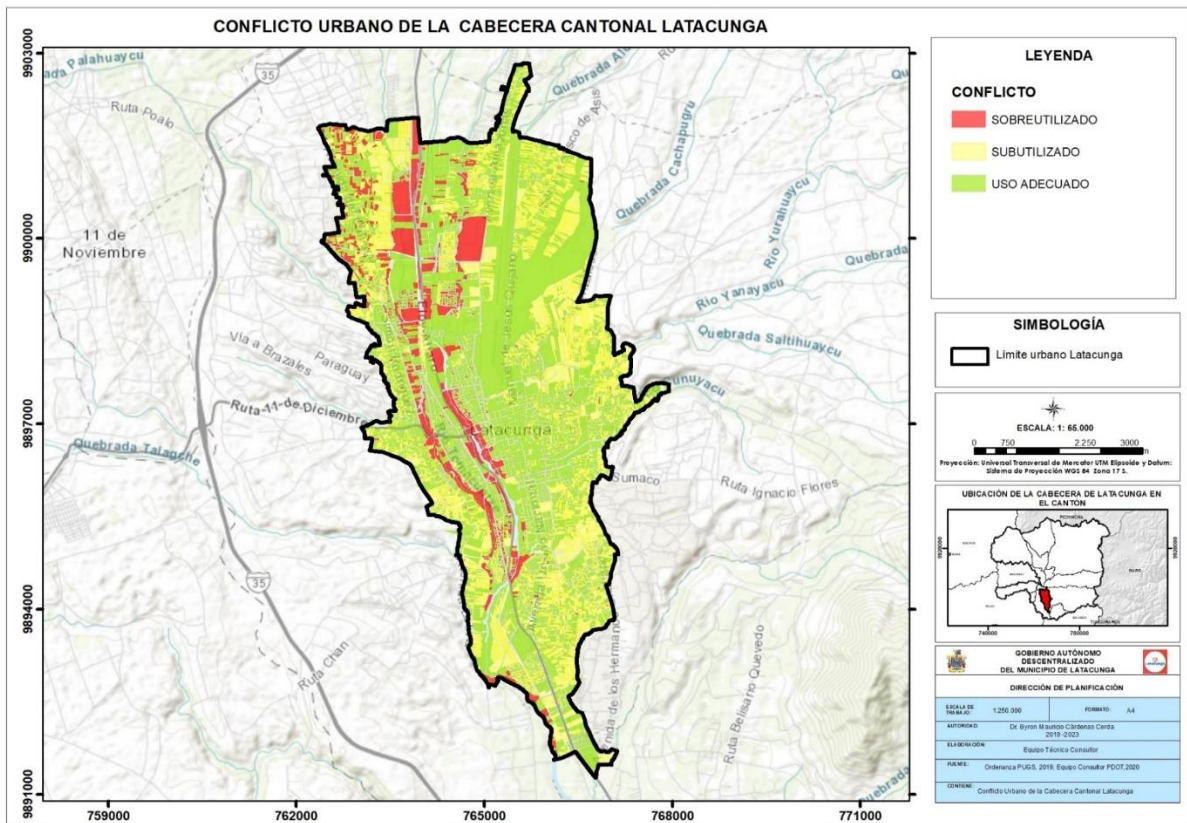 CONFLICTO URBANO DE LA CABECERA CANTONAL LATACUNGA
9903000
9900000
9897000
9894000
9891000
759000
762000
765000
768000
771000
Palahuaycu
Ruta Poalo
35
11 de
Noviembre
Vía a Brazales
Paraguay
Ruta 11 de Diciembre
Quebrada Talagche
35
Ruta Chan
Latacunga
Quebrada
Quebrada Cachapugru
Río Yurahuaycu
Quebrada
Río Yanayacu
Quebrada Saltihuaycu
Sumaco
Ruta Ignacio Flores
Ruta Belisario Quevedo
LEYENDA
CONFLICTO
SOBREUTILIZADO
SUBUTILIZADO
USO ADECUADO
SIMBOLOGÍA
Limite urbano Latacunga
ESCALA: 1: 65.000
0 750 2.250 3000
m
Proyección: Universal Transversal de Mercator UTM Elipsoide y Datum:
Sistema de Proyección WGS 84 Zona 17 S.
UBICACIÓN DE LA CABECERA DE LATACUNGA EN
EL CANTÓN
740000
780000
GOBIERNO AUTÓNOMO
DESCENTRALIZADO
DEL MUNICIPIO DE LATACUNGA
DIRECCIÓN DE PLANIFICACIÓN
ESCALA DE
TRABAJO:
1:250.000
FORMATO: A4
AUTORIDAD:
Dr. Byron Mauricio Cárdenas Cerda
2019 -2023
ELABORACIÓN:
Equipo Técnico Consultor
FUENTE:
Ordenanza PUGS, 2019; Equipo Consultor PDOT,2020
CONTIENE:
Conflicto Urbano de la Cabecera Cantonal Latacunga